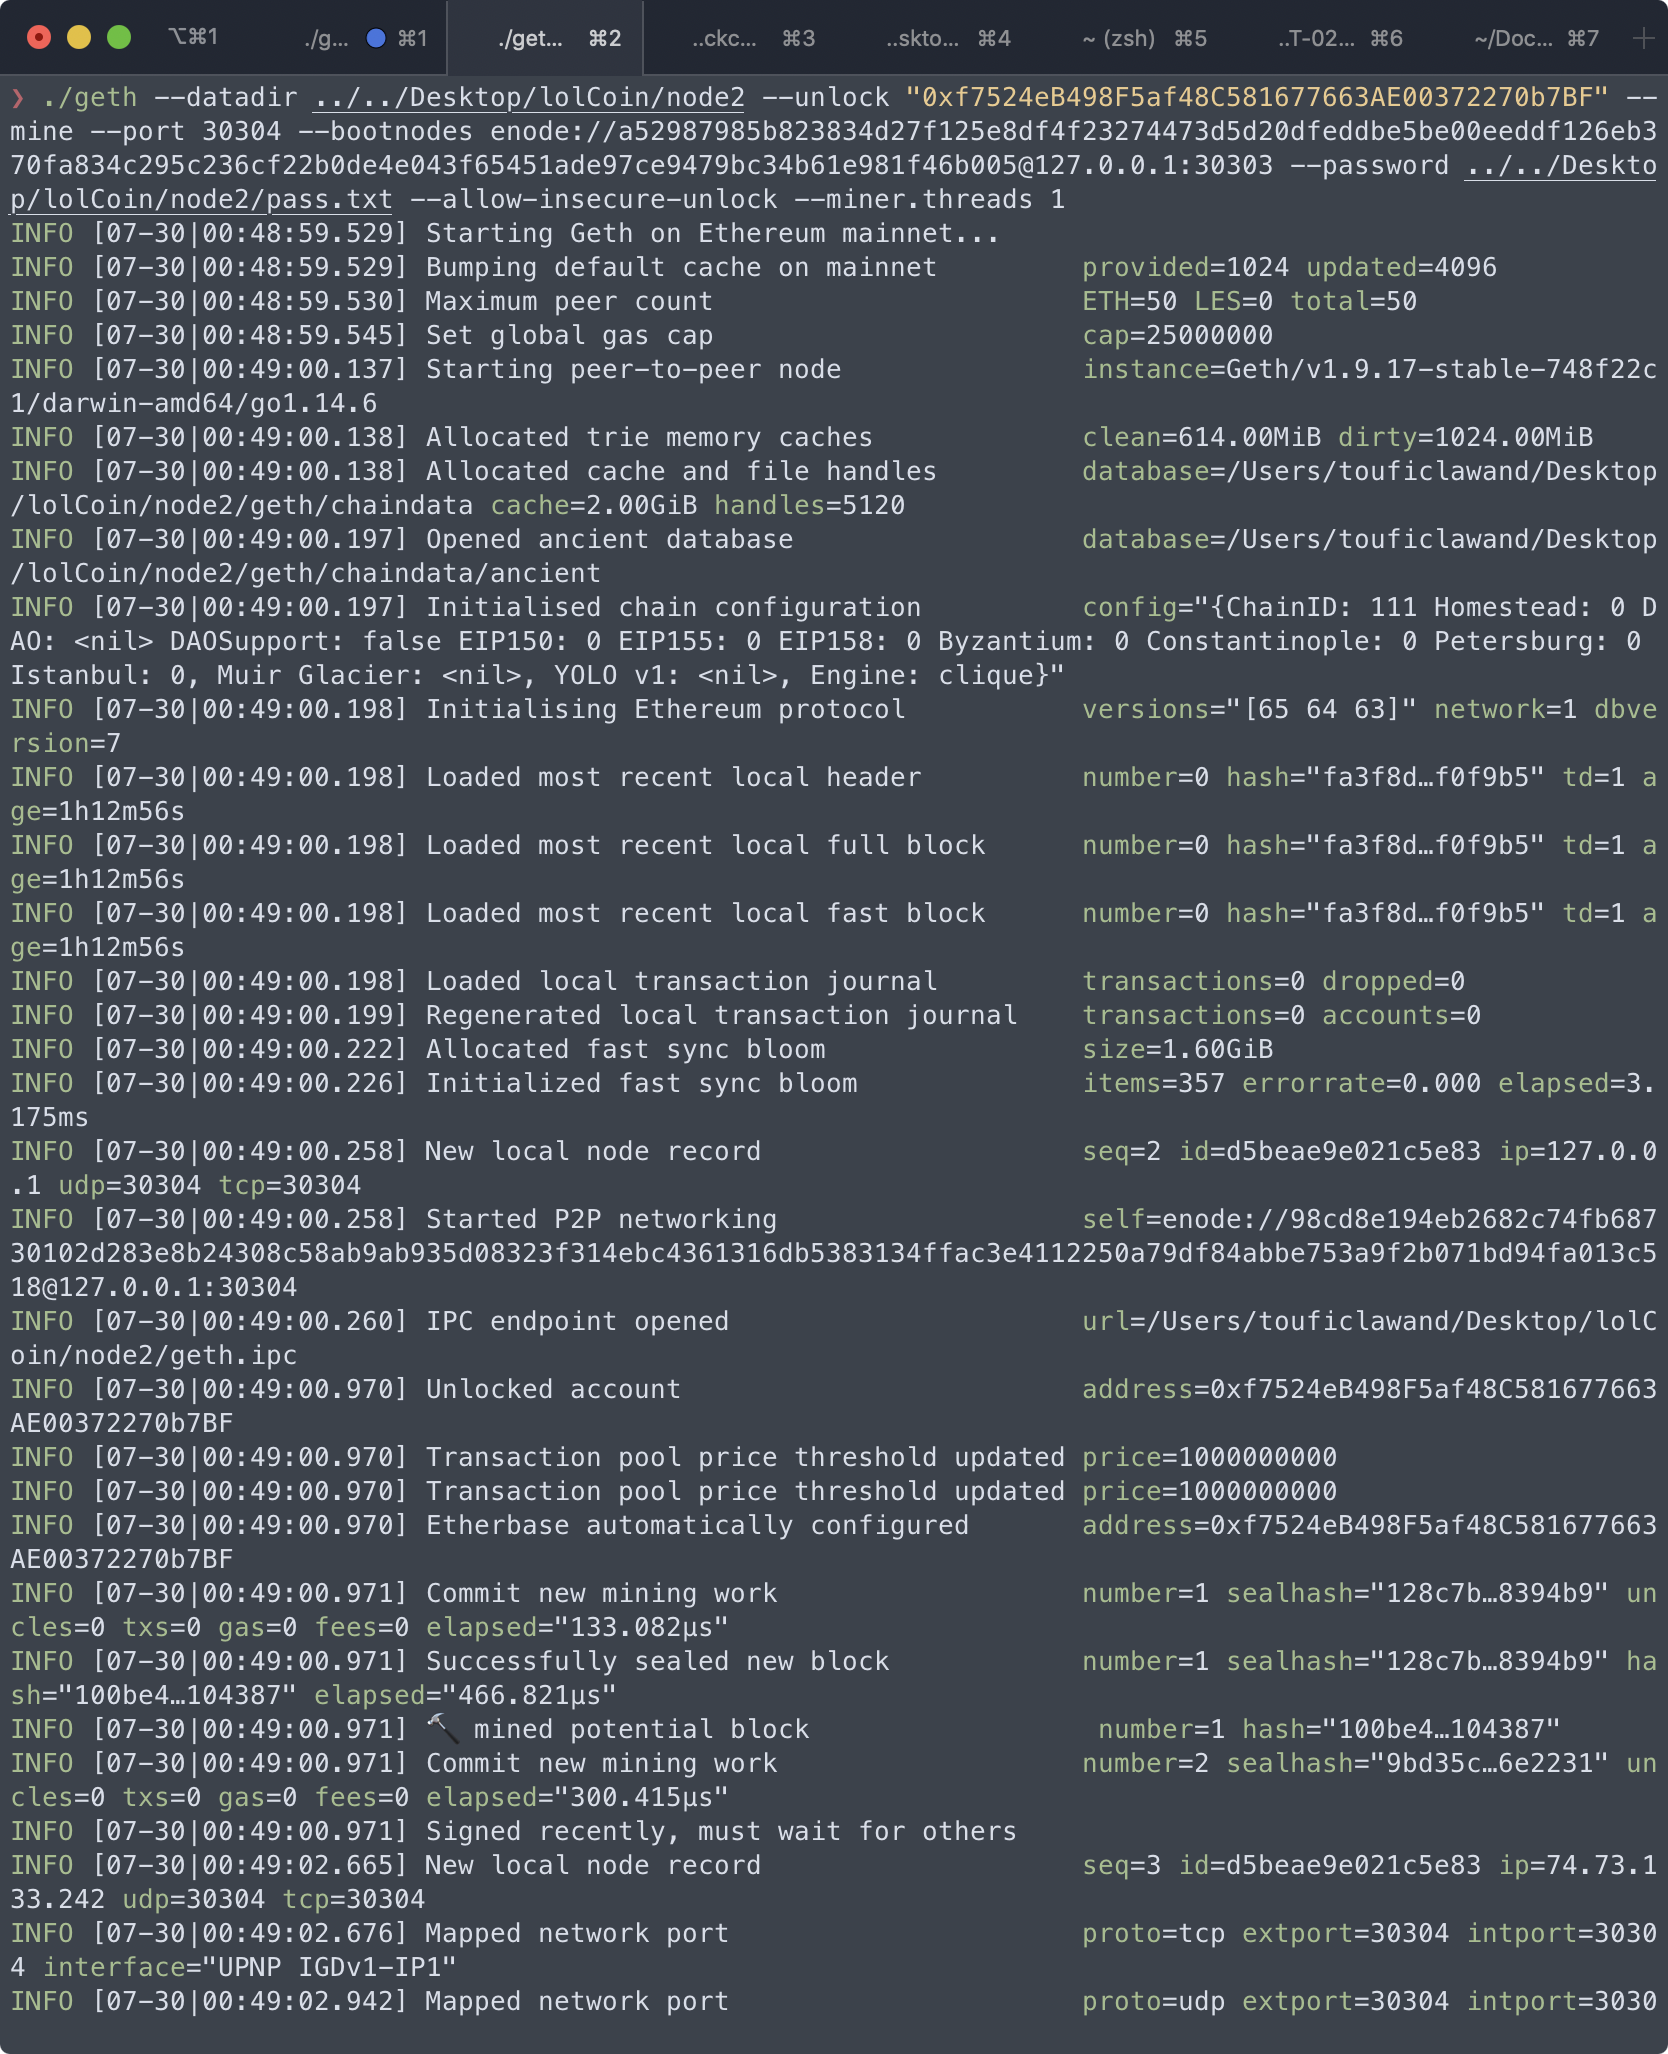 ⌥⌘1 ./g... ⌘1 ./get... ⌘2 ..ckc... ⌘3 ..skto... ⌘4 ~ (zsh) ⌘5 ..T-02... ⌘6 ~/Doc... ⌘7
❯ ./geth --datadir ../../Desktop/lolCoin/node2 --unlock "0xf7524eB498F5af48C581677663AE00372270b7BF" --
mine --port 30304 --bootnodes enode://a52987985b823834d27f125e8df4f23274473d5d20dfeddbe5be00eeddf126eb3
70fa834c295c236cf22b0de4e043f65451ade97ce9479bc34b61e981f46b005@127.0.0.1:30303 --password ../../Deskto
p/lolCoin/node2/pass.txt --allow-insecure-unlock --miner.threads 1
INFO [07-30|00:48:59.529] Starting Geth on Ethereum mainnet...
INFO [07-30|00:48:59.529] Bumping default cache on mainnet provided=1024 updated=4096
INFO [07-30|00:48:59.530] Maximum peer count ETH=50 LES=0 total=50
INFO [07-30|00:48:59.545] Set global gas cap cap=25000000
INFO [07-30|00:49:00.137] Starting peer-to-peer node instance=Geth/v1.9.17-stable-748f22c
1/darwin-amd64/go1.14.6
INFO [07-30|00:49:00.138] Allocated trie memory caches clean=614.00MiB dirty=1024.00MiB
INFO [07-30|00:49:00.138] Allocated cache and file handles database=/Users/touficlawand/Desktop
/lolCoin/node2/geth/chaindata cache=2.00GiB handles=5120
INFO [07-30|00:49:00.197] Opened ancient database database=/Users/touficlawand/Desktop
/lolCoin/node2/geth/chaindata/ancient
INFO [07-30|00:49:00.197] Initialised chain configuration config="{ChainID: 111 Homestead: 0 D
AO: <nil> DAOSupport: false EIP150: 0 EIP155: 0 EIP158: 0 Byzantium: 0 Constantinople: 0 Petersburg: 0
Istanbul: 0, Muir Glacier: <nil>, YOLO v1: <nil>, Engine: clique}"
INFO [07-30|00:49:00.198] Initialising Ethereum protocol versions="[65 64 63]" network=1 dbve
rsion=7
INFO [07-30|00:49:00.198] Loaded most recent local header number=0 hash="fa3f8d…f0f9b5" td=1 a
ge=1h12m56s
INFO [07-30|00:49:00.198] Loaded most recent local full block number=0 hash="fa3f8d…f0f9b5" td=1 a
ge=1h12m56s
INFO [07-30|00:49:00.198] Loaded most recent local fast block number=0 hash="fa3f8d…f0f9b5" td=1 a
ge=1h12m56s
INFO [07-30|00:49:00.198] Loaded local transaction journal transactions=0 dropped=0
INFO [07-30|00:49:00.199] Regenerated local transaction journal transactions=0 accounts=0
INFO [07-30|00:49:00.222] Allocated fast sync bloom size=1.60GiB
INFO [07-30|00:49:00.226] Initialized fast sync bloom items=357 errorrate=0.000 elapsed=3.
175ms
INFO [07-30|00:49:00.258] New local node record seq=2 id=d5beae9e021c5e83 ip=127.0.0
.1 udp=30304 tcp=30304
INFO [07-30|00:49:00.258] Started P2P networking self=enode://98cd8e194eb2682c74fb687
30102d283e8b24308c58ab9ab935d08323f314ebc4361316db5383134ffac3e4112250a79df84abbe753a9f2b071bd94fa013c5
18@127.0.0.1:30304
INFO [07-30|00:49:00.260] IPC endpoint opened url=/Users/touficlawand/Desktop/lolC
oin/node2/geth.ipc
INFO [07-30|00:49:00.970] Unlocked account address=0xf7524eB498F5af48C581677663
AE00372270b7BF
INFO [07-30|00:49:00.970] Transaction pool price threshold updated price=1000000000
INFO [07-30|00:49:00.970] Transaction pool price threshold updated price=1000000000
INFO [07-30|00:49:00.970] Etherbase automatically configured address=0xf7524eB498F5af48C581677663
AE00372270b7BF
INFO [07-30|00:49:00.971] Commit new mining work number=1 sealhash="128c7b…8394b9" un
cles=0 txs=0 gas=0 fees=0 elapsed="133.082µs"
INFO [07-30|00:49:00.971] Successfully sealed new block number=1 sealhash="128c7b…8394b9" ha
sh="100be4…104387" elapsed="466.821µs"
INFO [07-30|00:49:00.971] 🔨 mined potential block number=1 hash="100be4…104387"
INFO [07-30|00:49:00.971] Commit new mining work number=2 sealhash="9bd35c…6e2231" un
cles=0 txs=0 gas=0 fees=0 elapsed="300.415µs"
INFO [07-30|00:49:00.971] Signed recently, must wait for others
INFO [07-30|00:49:02.665] New local node record seq=3 id=d5beae9e021c5e83 ip=74.73.1
33.242 udp=30304 tcp=30304
INFO [07-30|00:49:02.676] Mapped network port proto=tcp extport=30304 intport=3030
4 interface="UPNP IGDv1-IP1"
INFO [07-30|00:49:02.942] Mapped network port proto=udp extport=30304 intport=3030